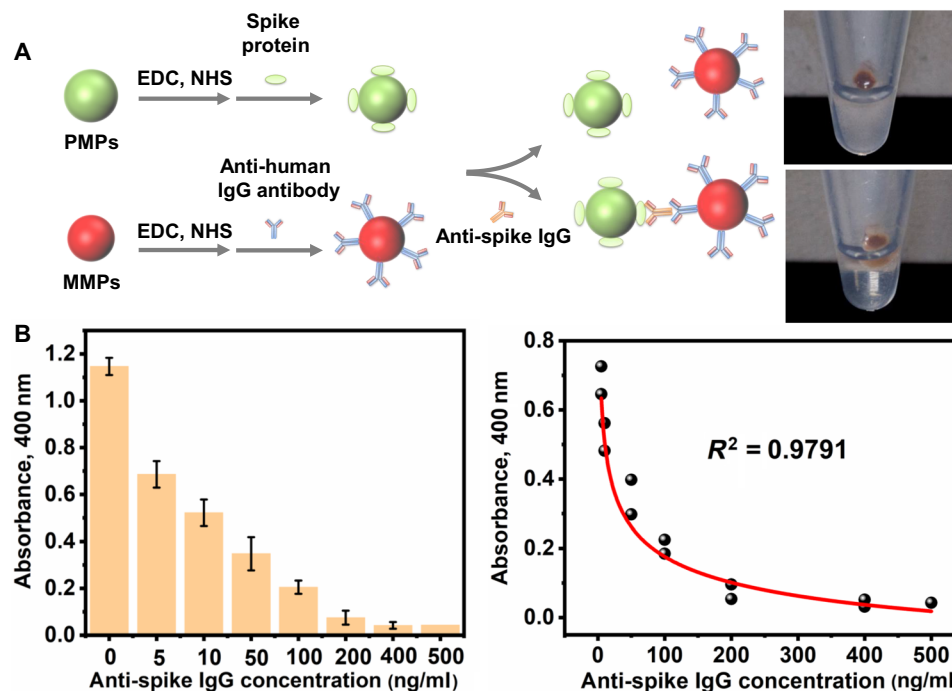 A
Spike
protein
EDC, NHS
PMPs
Anti-human
IgG antibody
EDC, NHS
Anti-spike IgG
MMPs
B
Absorbance, 400 nm
1.2
1.0
0.8
0.6
0.4
0.2
0.0
0 5 10 50 100 200 400 500
Anti-spike IgG concentration (ng/ml)
Absorbance, 400 nm
0.8
0.6
0.4
0.2
0.0
R² = 0.9791
0 100 200 300 400 500
Anti-spike IgG concentration (ng/ml)